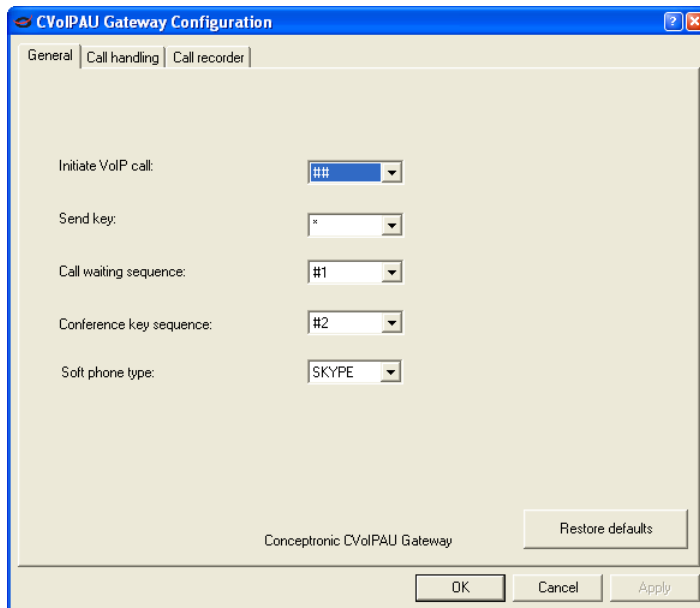 CVoIPAU Gateway Configuration
General Call handling Call recorder
Initiate VoIP call: ##
Send key: *
Call waiting sequence: #1
Conference key sequence: #2
Soft phone type: SKYPE
Restore defaults
Conceptronic CVoIPAU Gateway
OK Cancel Apply